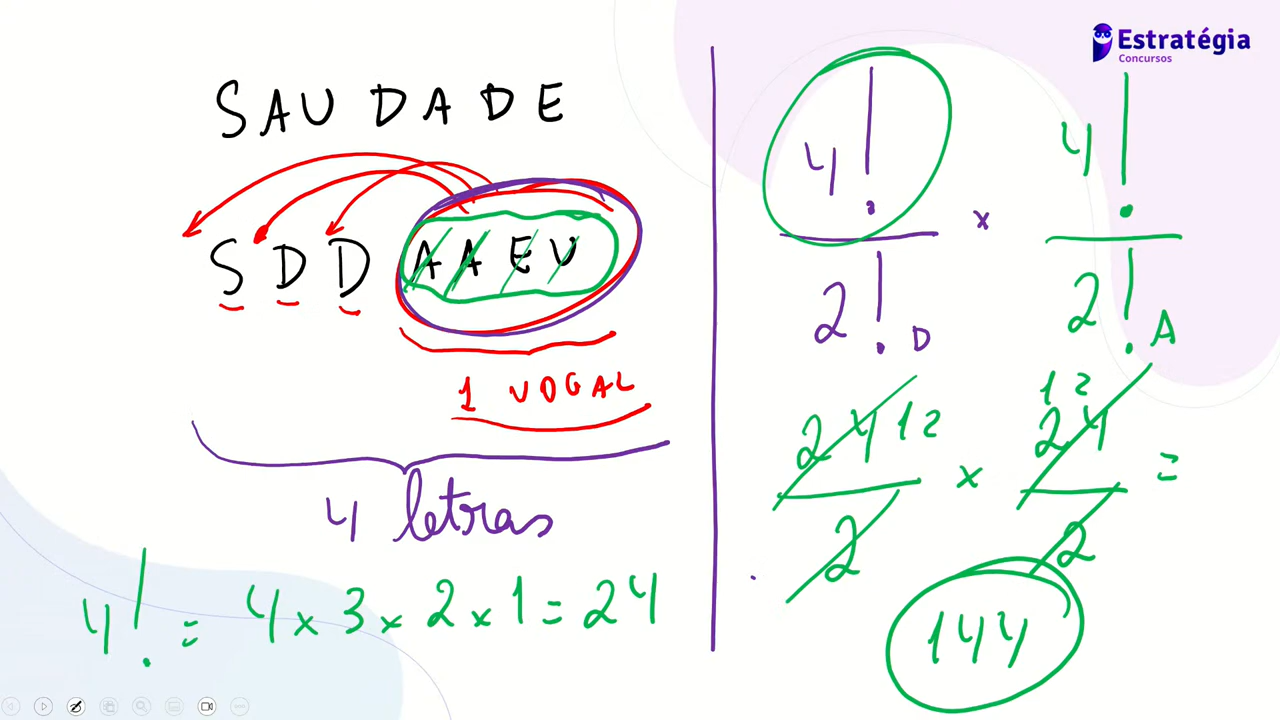 Estratégia
Concursos
SAUDADE
S D D A A E U
1 VOGAL
4 letras
4! = 4 x 3 x 2 x 1 = 24
4! x 4!
2! D 2! A
24 12 x 24 12 =
2 2
144